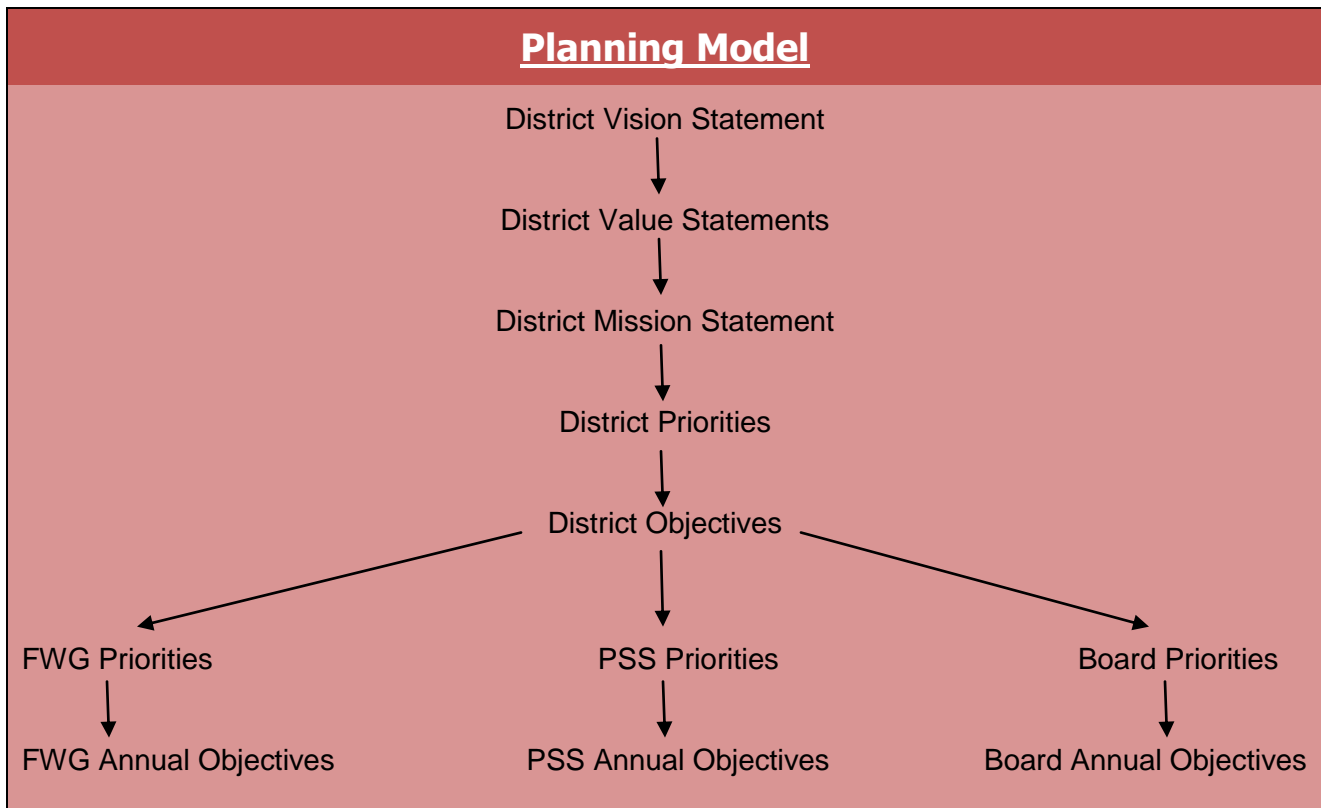 Planning Model
District Vision Statement
District Value Statements
District Mission Statement
District Priorities
District Objectives
FWG Priorities
PSS Priorities
Board Priorities
FWG Annual Objectives
PSS Annual Objectives
Board Annual Objectives